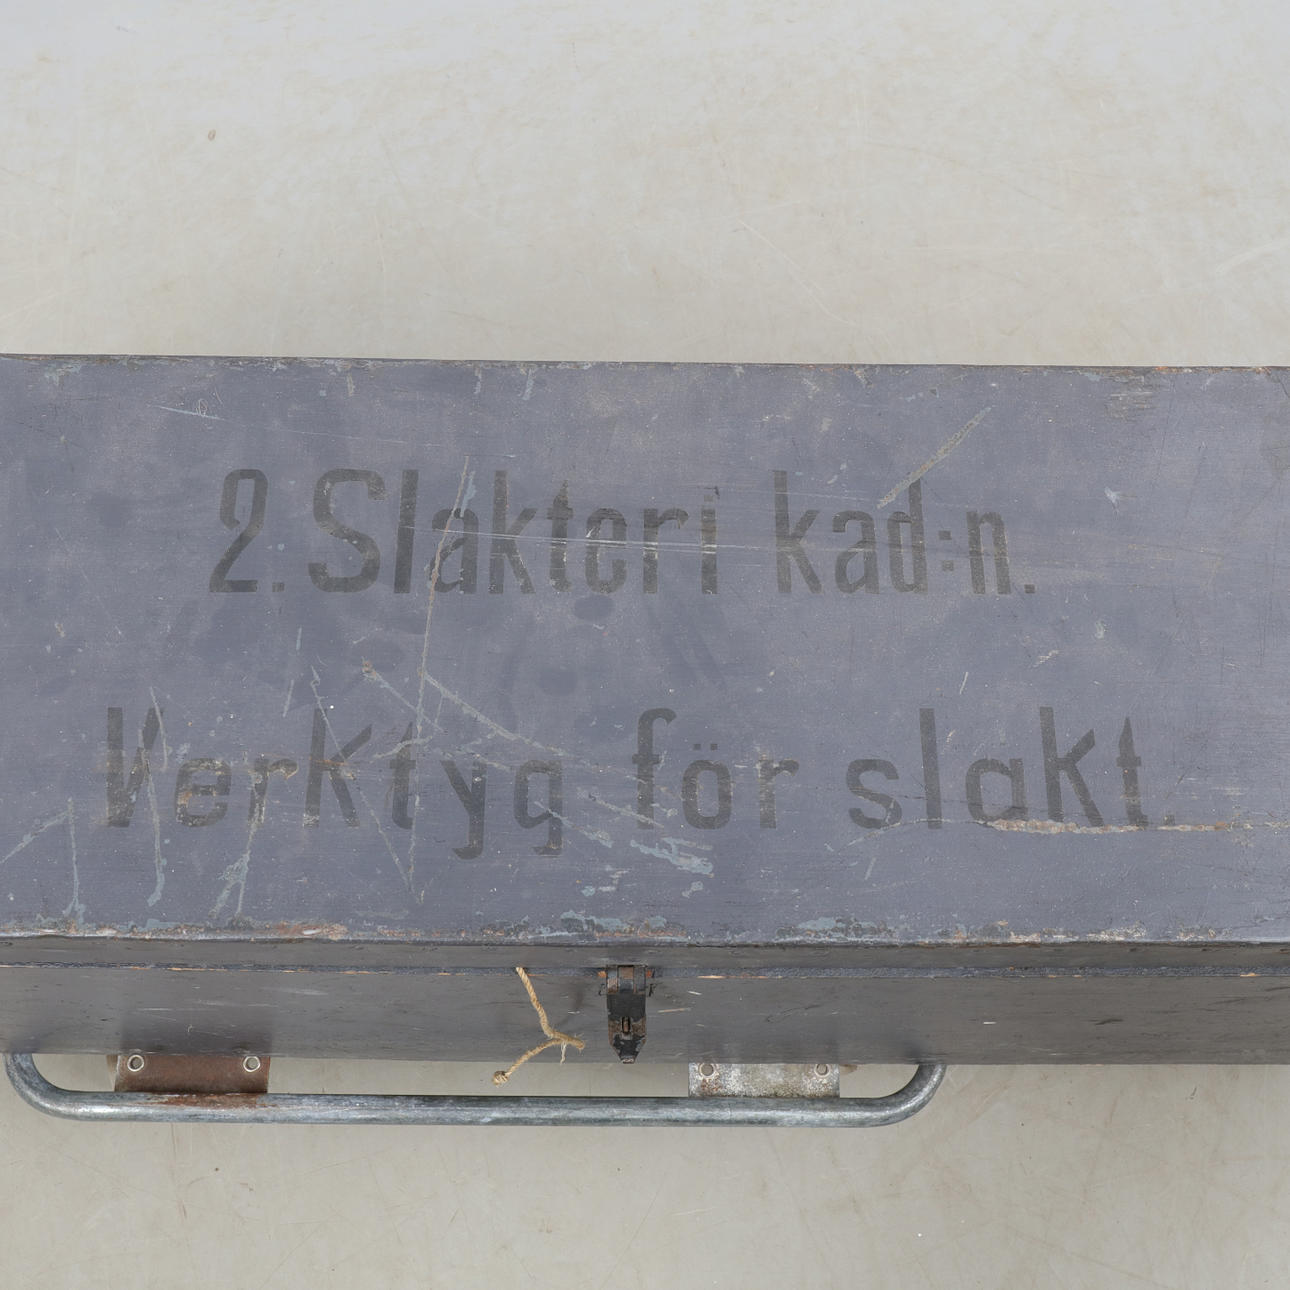 2. Slakteri kad:n.
Verktyg för slakt.